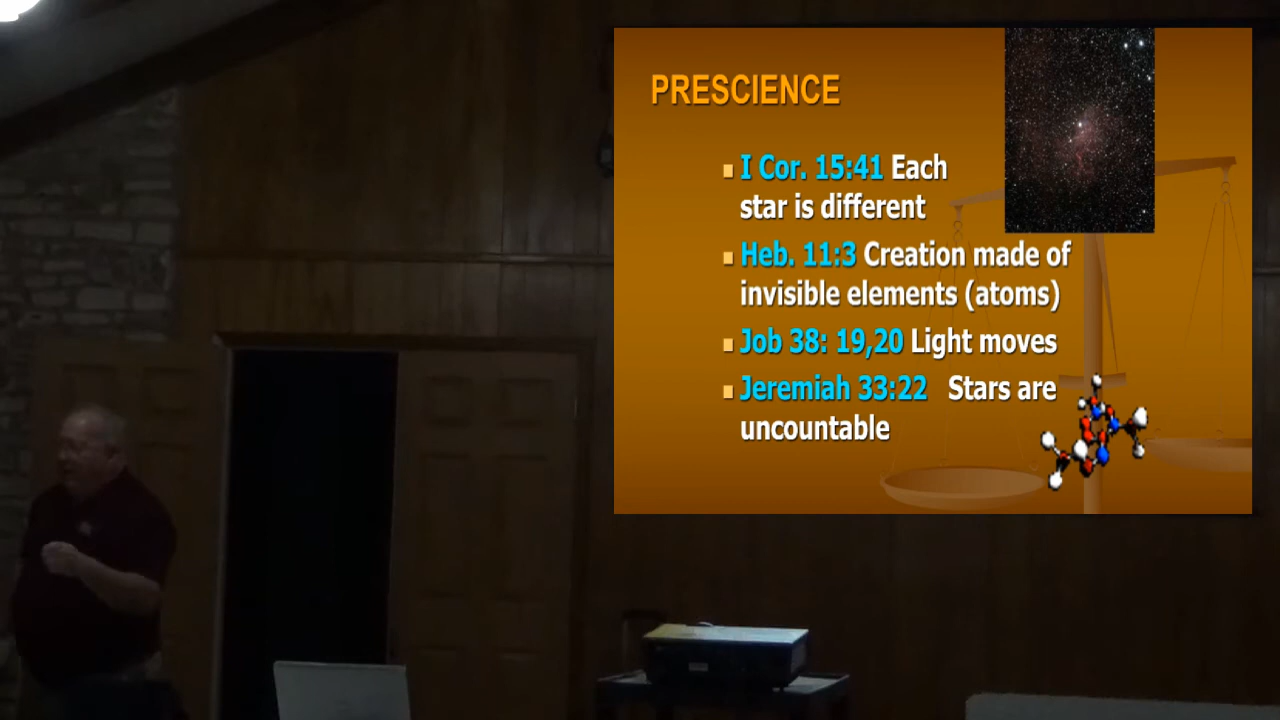 PRESCIENCE
I Cor. 15:41 Each
star is different
Heb. 11:3 Creation made of
invisible elements (atoms)
Job 38: 19,20 Light moves
Jeremiah 33:22 Stars are
uncountable